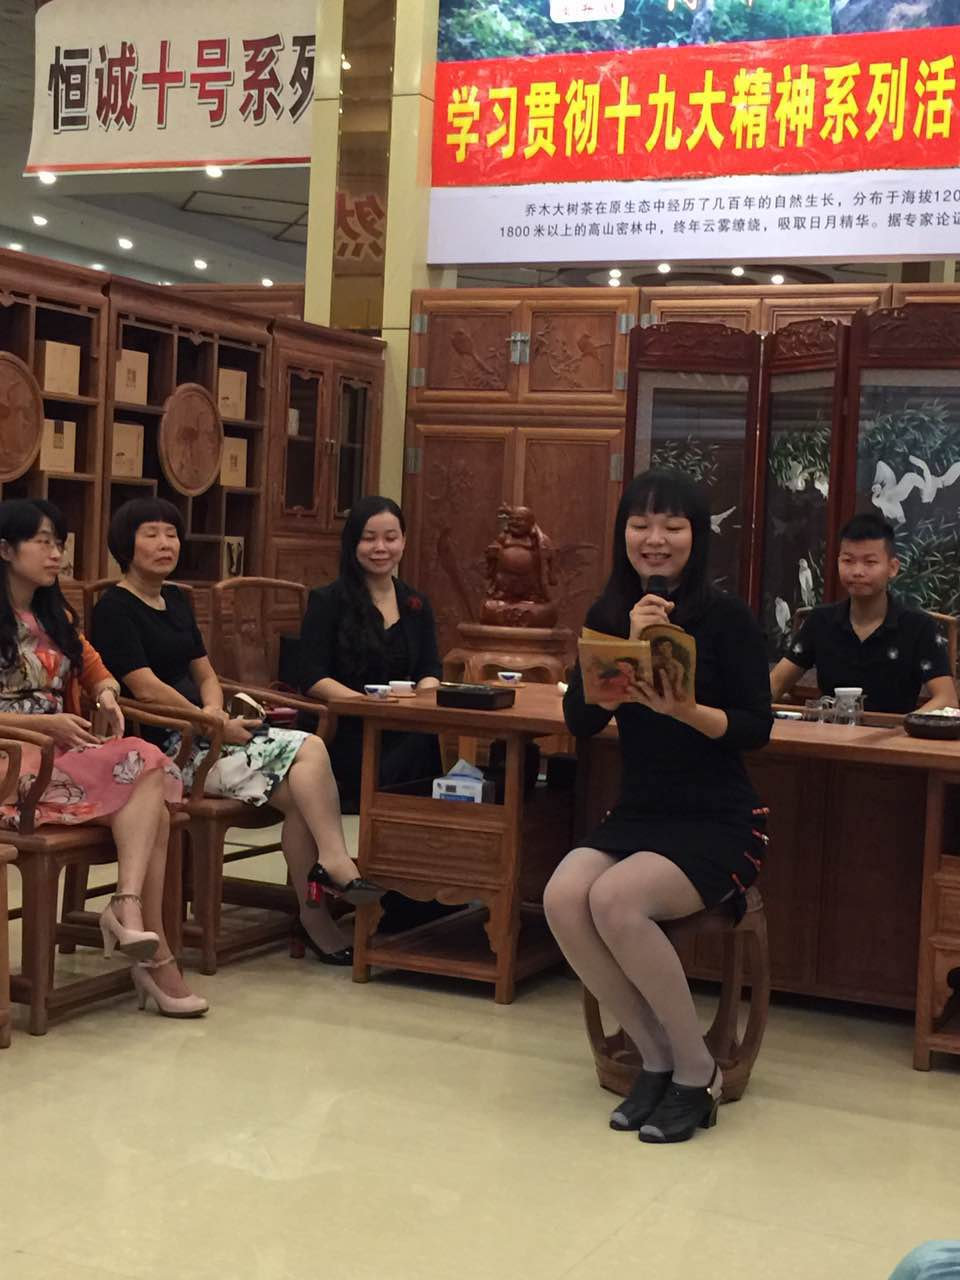 恒诚十号系列
学习贯彻十九大精神系列活
乔木大树茶在原生态中经历了几百年的自然生长，分布于海拔120
1800米以上的高山密林中，终年云雾缭绕，吸取日月精华。据专家论证
然